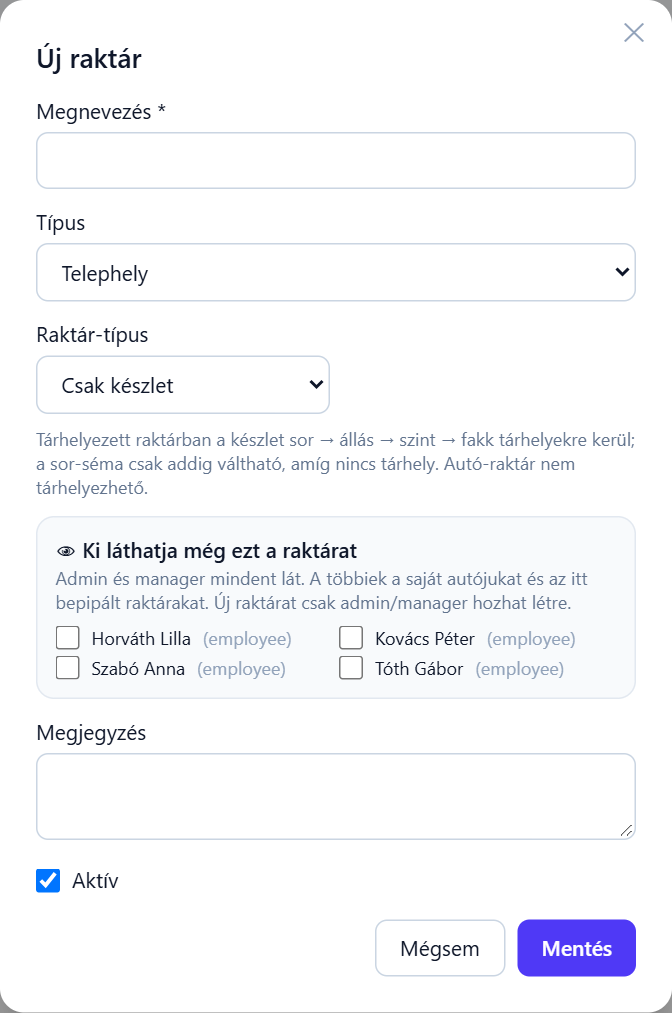 Új raktár
Megnevezés *
Típus
Telephely
Raktár-típus
Csak készlet
Tárhelyezett raktárban a készlet sor → állás → szint → fakk tárhelyekre kerül;
a sor-séma csak addig váltható, amíg nincs tárhely. Autó-raktár nem
tárhelyezhető.
👁 Ki láthatja még ezt a raktárat
Admin és manager mindent lát. A többiek a saját autójukat és az itt
bepipált raktárakat. Új raktárat csak admin/manager hozhat létre.
Horváth Lilla (employee) Kovács Péter (employee)
Szabó Anna (employee) Tóth Gábor (employee)
Megjegyzés
Aktív
Mégsem Mentés